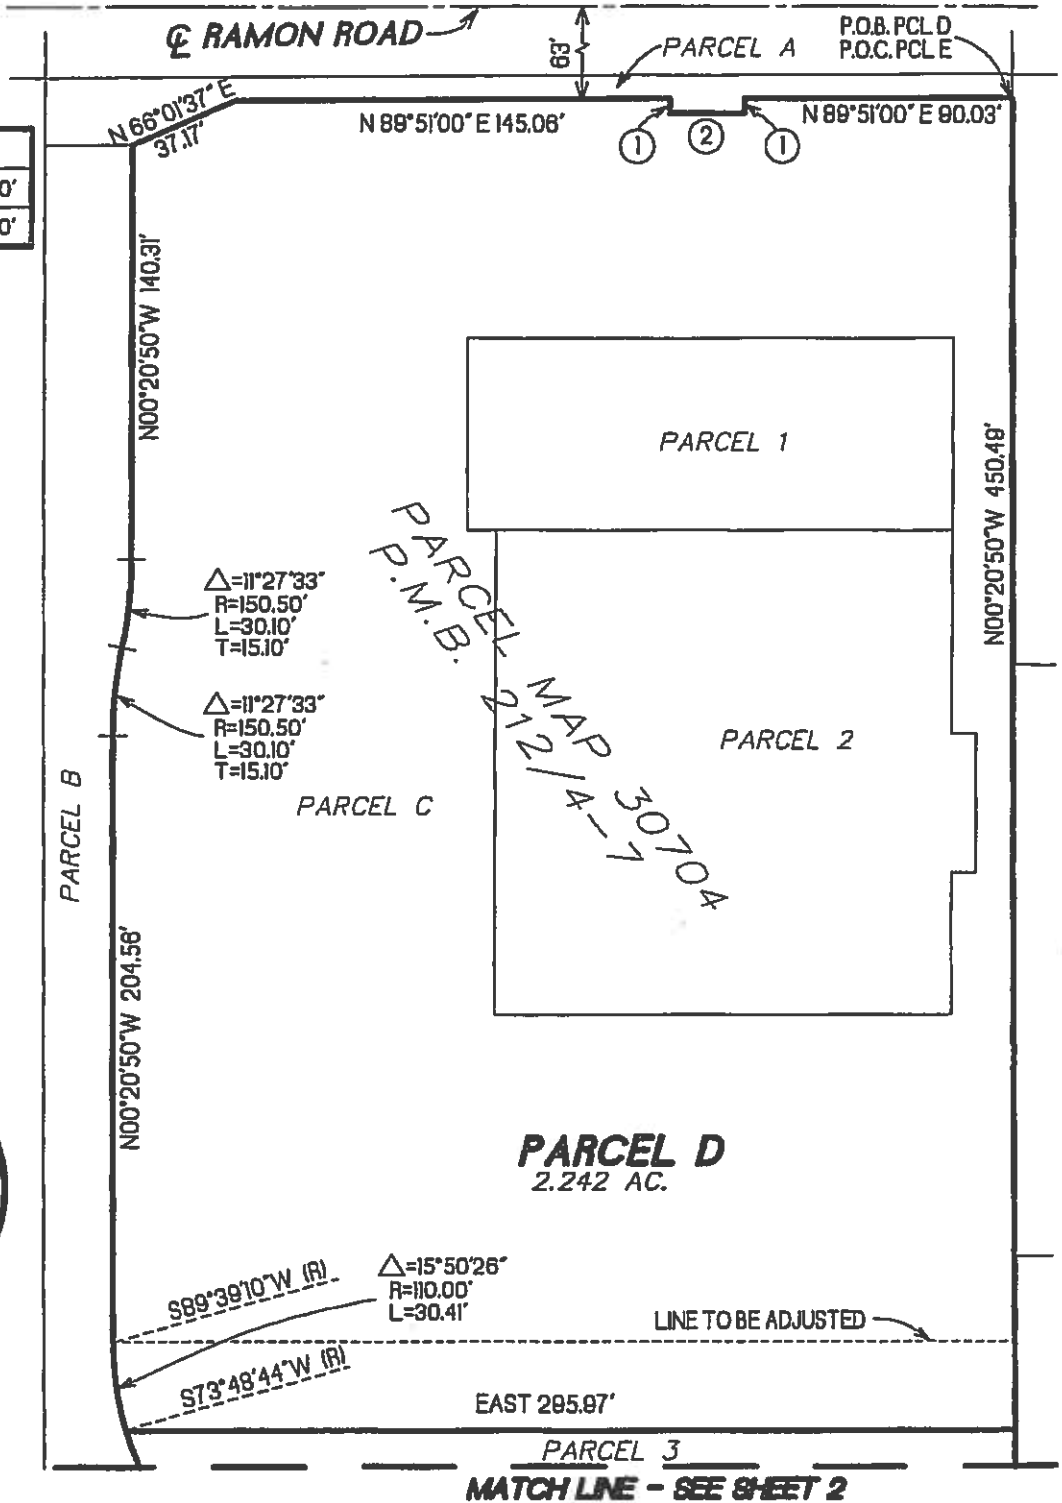 ℄ RAMON ROAD
63'
PARCEL A
P.O.B. PCL D
P.O.C. PCL E
N 66°01'37" E
37.17'
N 89°51'00" E 145.06'
N 89°51'00" E 90.03'
1
2
1
0'
0'
N00°20'50"W 140.31'
PARCEL 1
N00°20'50"W 450.49'
△=11°27'33"
R=150.50'
L=30.10'
T=15.10'
△=11°27'33"
R=150.50'
L=30.10'
T=15.10'
PARCEL MAP 30704
P.M.B. 212/4-7
PARCEL 2
PARCEL B
PARCEL C
N00°20'50"W 204.56'
PARCEL D
2.242 AC.
S89°39'10"W (R)
△=15°50'26"
R=110.00'
L=30.41'
LINE TO BE ADJUSTED
S73°48'44"W (R)
EAST 295.97'
PARCEL 3
MATCH LINE - SEE SHEET 2